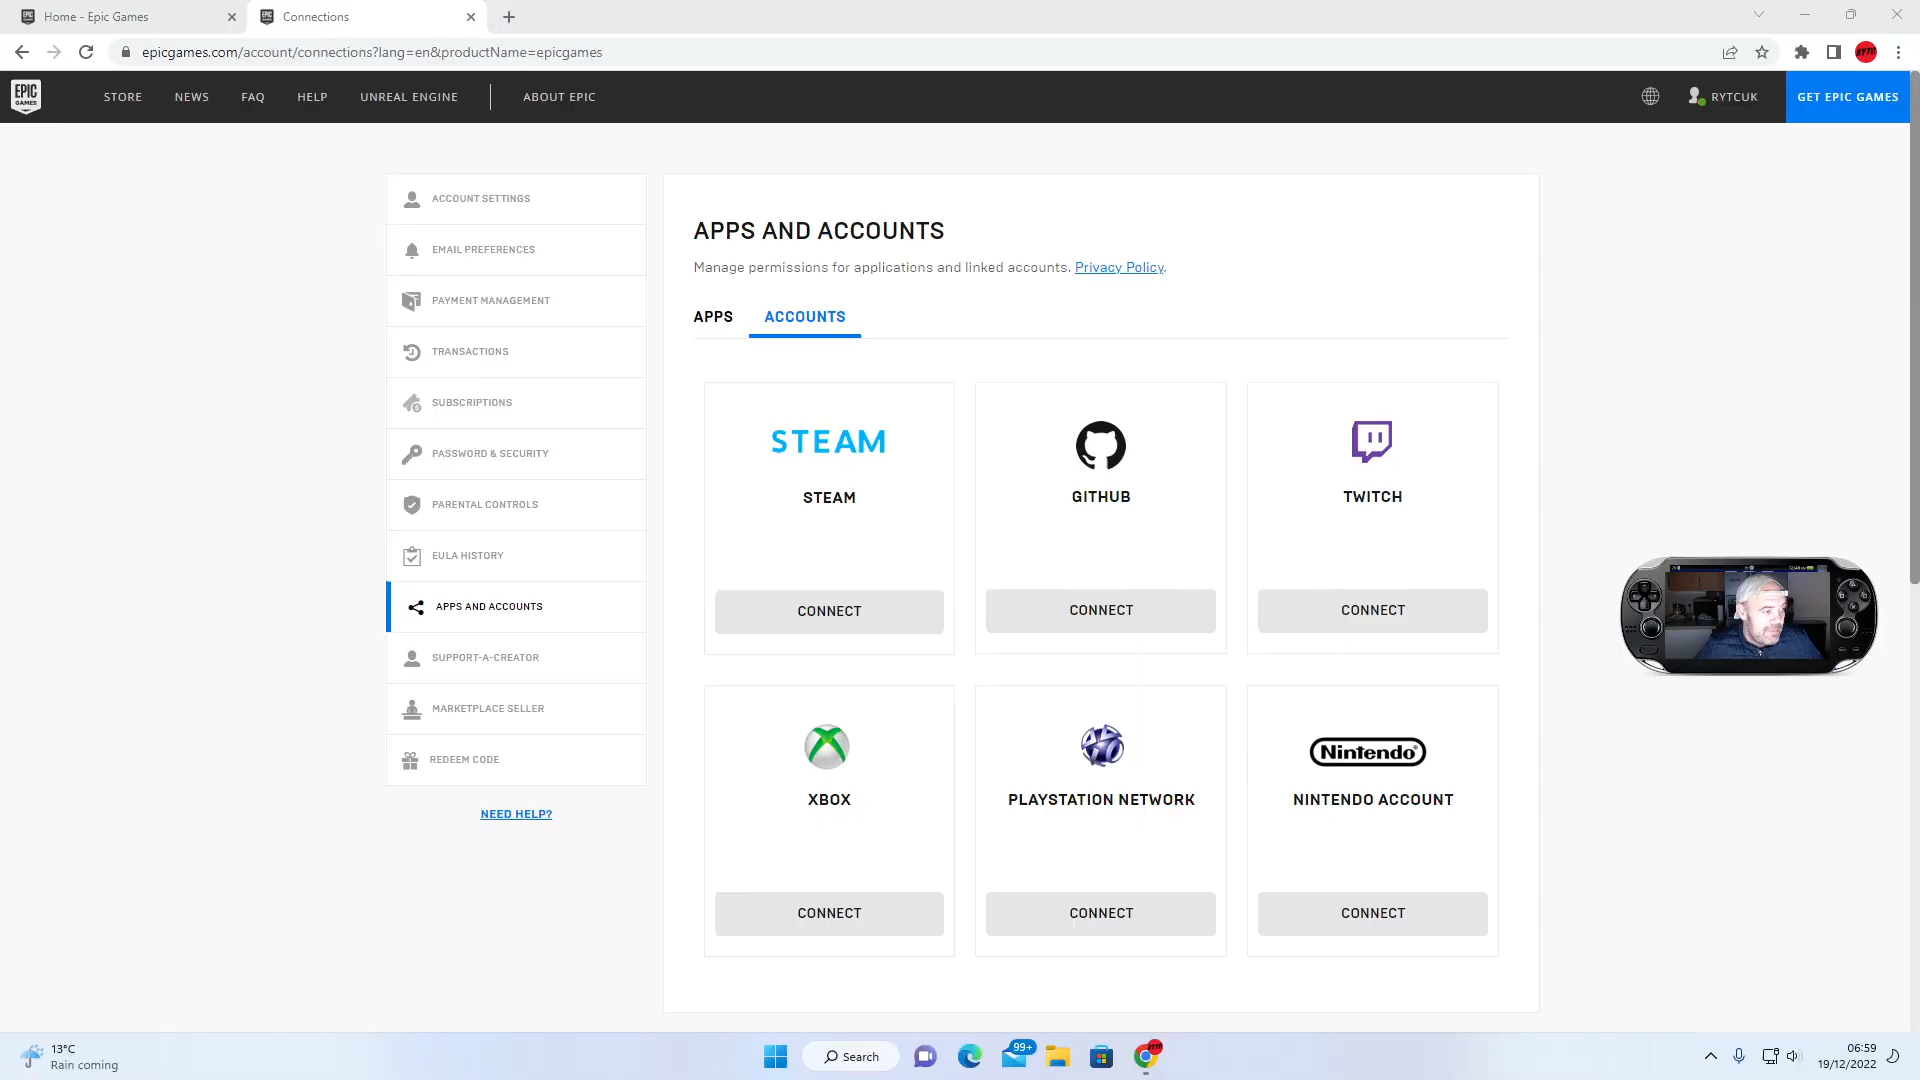 Home - Epic Games
Connections
epicgames.com/account/connections?lang=en&productName=epicgames
EPIC
GAMES
STORE
NEWS
FAQ
HELP
UNREAL ENGINE
ABOUT EPIC
RYTCUK
GET EPIC GAMES
ACCOUNT SETTINGS
EMAIL PREFERENCES
PAYMENT MANAGEMENT
TRANSACTIONS
SUBSCRIPTIONS
PASSWORD & SECURITY
PARENTAL CONTROLS
EULA HISTORY
APPS AND ACCOUNTS
SUPPORT-A-CREATOR
MARKETPLACE SELLER
REDEEM CODE
NEED HELP?
APPS AND ACCOUNTS
Manage permissions for applications and linked accounts. Privacy Policy.
APPS
ACCOUNTS
STEAM
STEAM
CONNECT
GITHUB
CONNECT
TWITCH
CONNECT
XBOX
CONNECT
PLAYSTATION NETWORK
CONNECT
Nintendo
NINTENDO ACCOUNT
CONNECT
13°C
Rain coming
Search
99+
06:59
19/12/2022